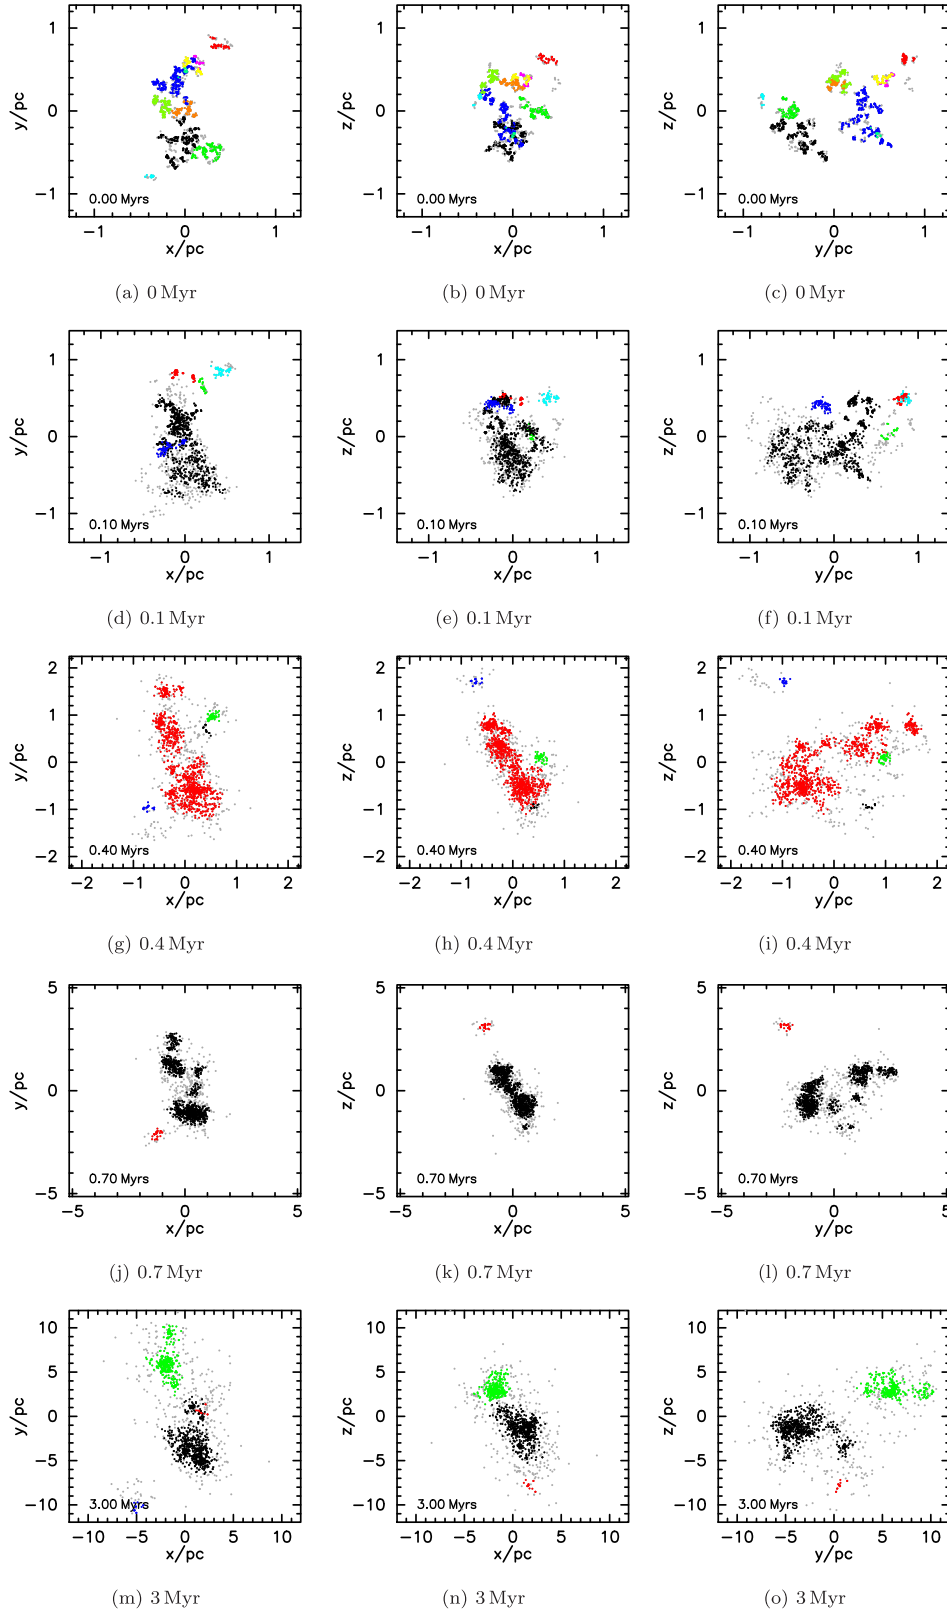 1
0
−1
y/pc
0.00 Myrs
−1 0 1
x/pc
(a) 0 Myr
1
0
−1
z/pc
0.00 Myrs
−1 0 1
x/pc
(b) 0 Myr
1
0
−1
z/pc
0.00 Myrs
−1 0 1
y/pc
(c) 0 Myr
1
0
−1
y/pc
0.10 Myrs
−1 0 1
x/pc
(d) 0.1 Myr
1
0
−1
z/pc
0.10 Myrs
−1 0 1
x/pc
(e) 0.1 Myr
1
0
−1
z/pc
0.10 Myrs
−1 0 1
y/pc
(f) 0.1 Myr
2
1
0
−1
−2
y/pc
0.40 Myrs
−2 −1 0 1 2
x/pc
(g) 0.4 Myr
2
1
0
−1
−2
z/pc
0.40 Myrs
−2 −1 0 1 2
x/pc
(h) 0.4 Myr
2
1
0
−1
−2
z/pc
0.40 Myrs
−2 −1 0 1 2
y/pc
(i) 0.4 Myr
5
0
−5
y/pc
0.70 Myrs
−5 0 5
x/pc
(j) 0.7 Myr
5
0
−5
z/pc
0.70 Myrs
−5 0 5
x/pc
(k) 0.7 Myr
5
0
−5
z/pc
0.70 Myrs
−5 0 5
y/pc
(l) 0.7 Myr
10
5
0
−5
−10
y/pc
3.00 Myrs
−10 −5 0 5 10
x/pc
(m) 3 Myr
10
5
0
−5
−10
z/pc
3.00 Myrs
−10 −5 0 5 10
x/pc
(n) 3 Myr
10
5
0
−5
−10
z/pc
3.00 Myrs
−10 −5 0 5 10
y/pc
(o) 3 Myr